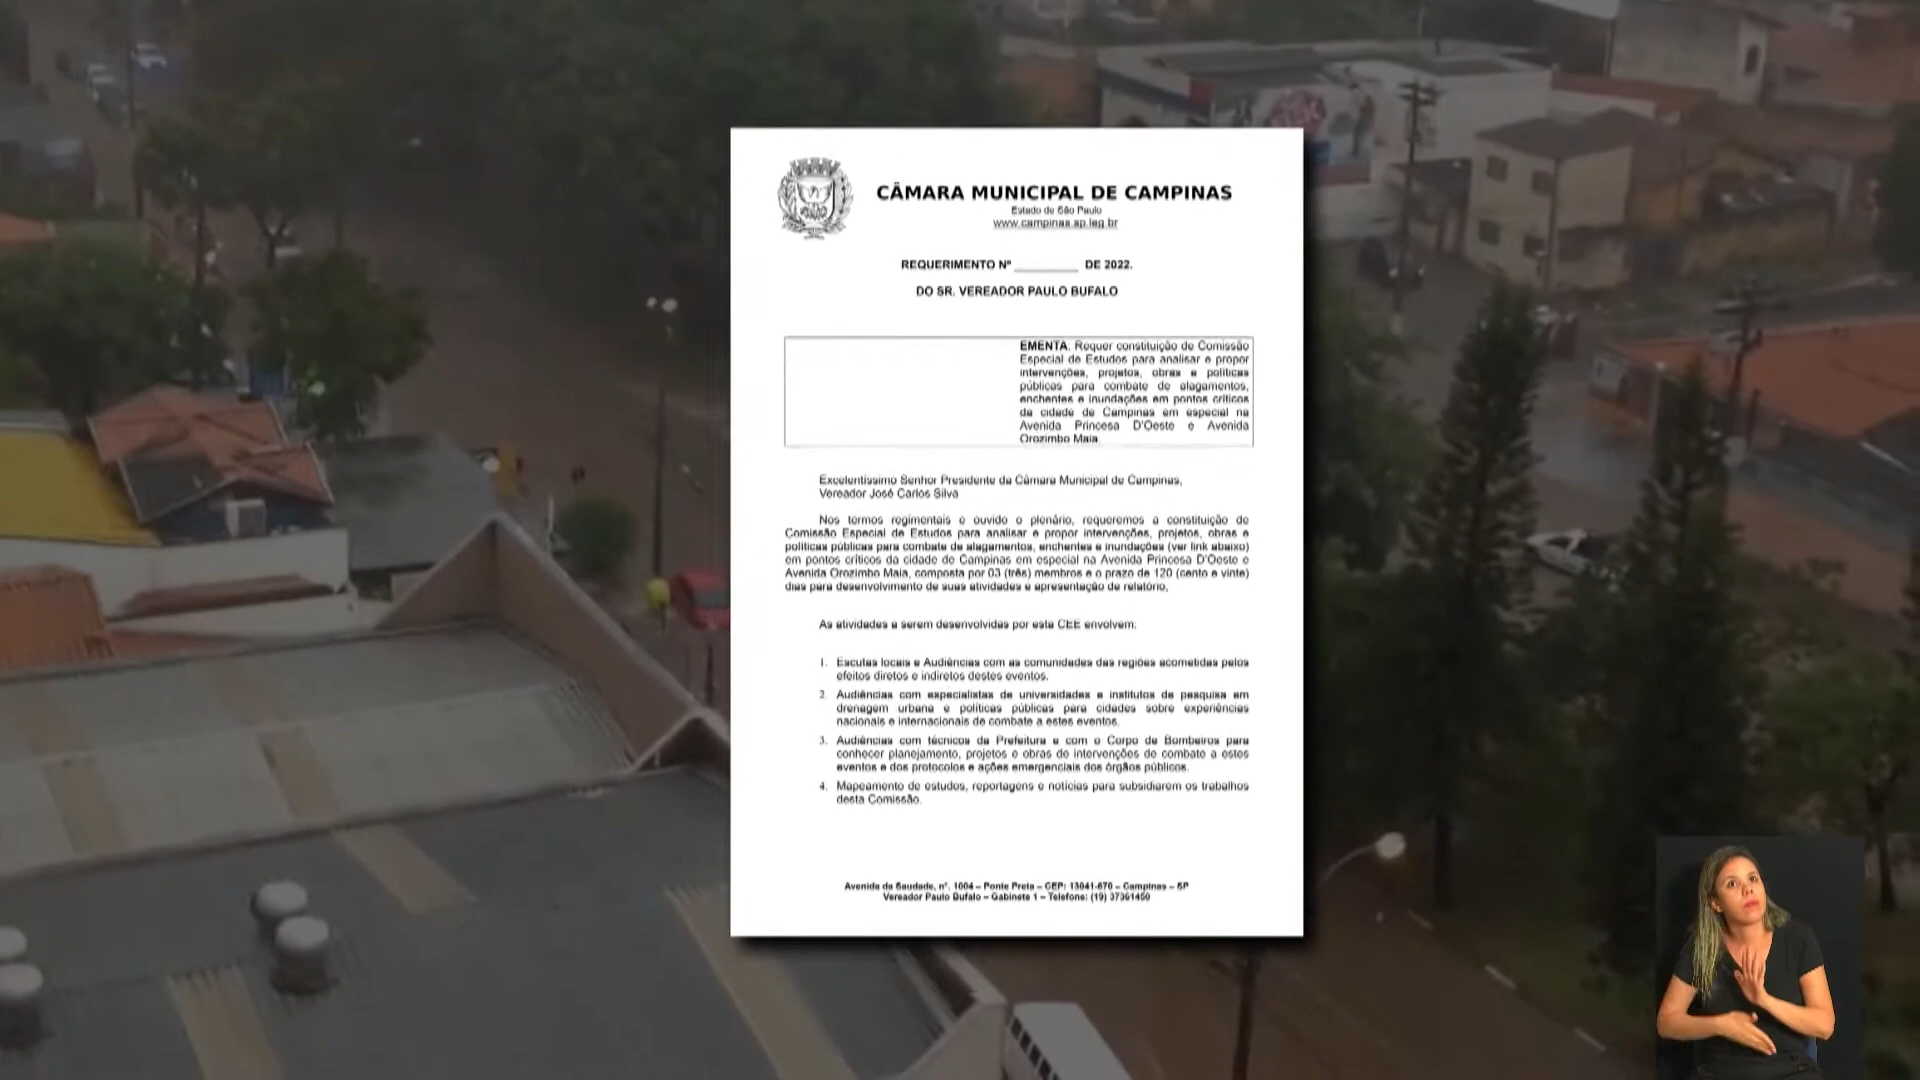 CÂMARA MUNICIPAL DE CAMPINAS
Estado de São Paulo
www.campinas.sp.leg.br
REQUERIMENTO Nº __________ DE 2022.
DO SR. VEREADOR PAULO BUFALO
EMENTA: Requer constituição de Comissão
Especial de Estudos para analisar e propor
intervenções, projetos, obras e políticas
públicas para combate de alagamentos,
enchentes e inundações em pontos críticos
da cidade de Campinas em especial na
Avenida Princesa D'Oeste e Avenida
Orozimbo Maia.
Excelentíssimo Senhor Presidente da Câmara Municipal de Campinas,
Vereador José Carlos Silva
Nos termos regimentais e ouvido o plenário, requeremos a constituição de
Comissão Especial de Estudos para analisar e propor intervenções, projetos, obras e
políticas públicas para combate de alagamentos, enchentes e inundações (ver link abaixo)
em pontos críticos da cidade de Campinas em especial na Avenida Princesa D'Oeste e
Avenida Orozimbo Maia, composta por 03 (três) membros e o prazo de 120 (cento e vinte)
dias para desenvolvimento de suas atividades e apresentação de relatório.
As atividades a serem desenvolvidas por esta CEE envolvem:
1. Escutas locais e Audiências com as comunidades das regiões acometidas pelos
efeitos diretos e indiretos destes eventos.
2. Audiências com especialistas de universidades e institutos de pesquisa em
drenagem urbana e políticas públicas para cidades sobre experiências
nacionais e internacionais de combate a estes eventos.
3. Audiências com técnicos da Prefeitura e com o Corpo de Bombeiros para
conhecer planejamento, projetos e obras de intervenções de combate a estes
eventos e dos protocolos e ações emergenciais dos órgãos públicos.
4. Mapeamento de estudos, reportagens e notícias para subsidiarem os trabalhos
desta Comissão.
Avenida da Saudade, nº. 1004 – Ponte Preta – CEP: 13041-670 – Campinas – SP
Vereador Paulo Bufalo – Gabinete 1 – Telefone: (19) 37361450